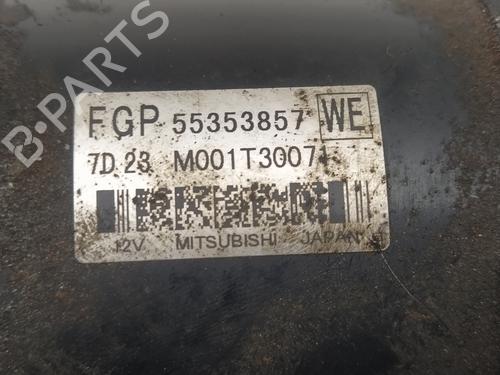 FGP 55353857 WE
7D 23 M001T30071
12V MITSUBISHI JAPAN
B-PARTS